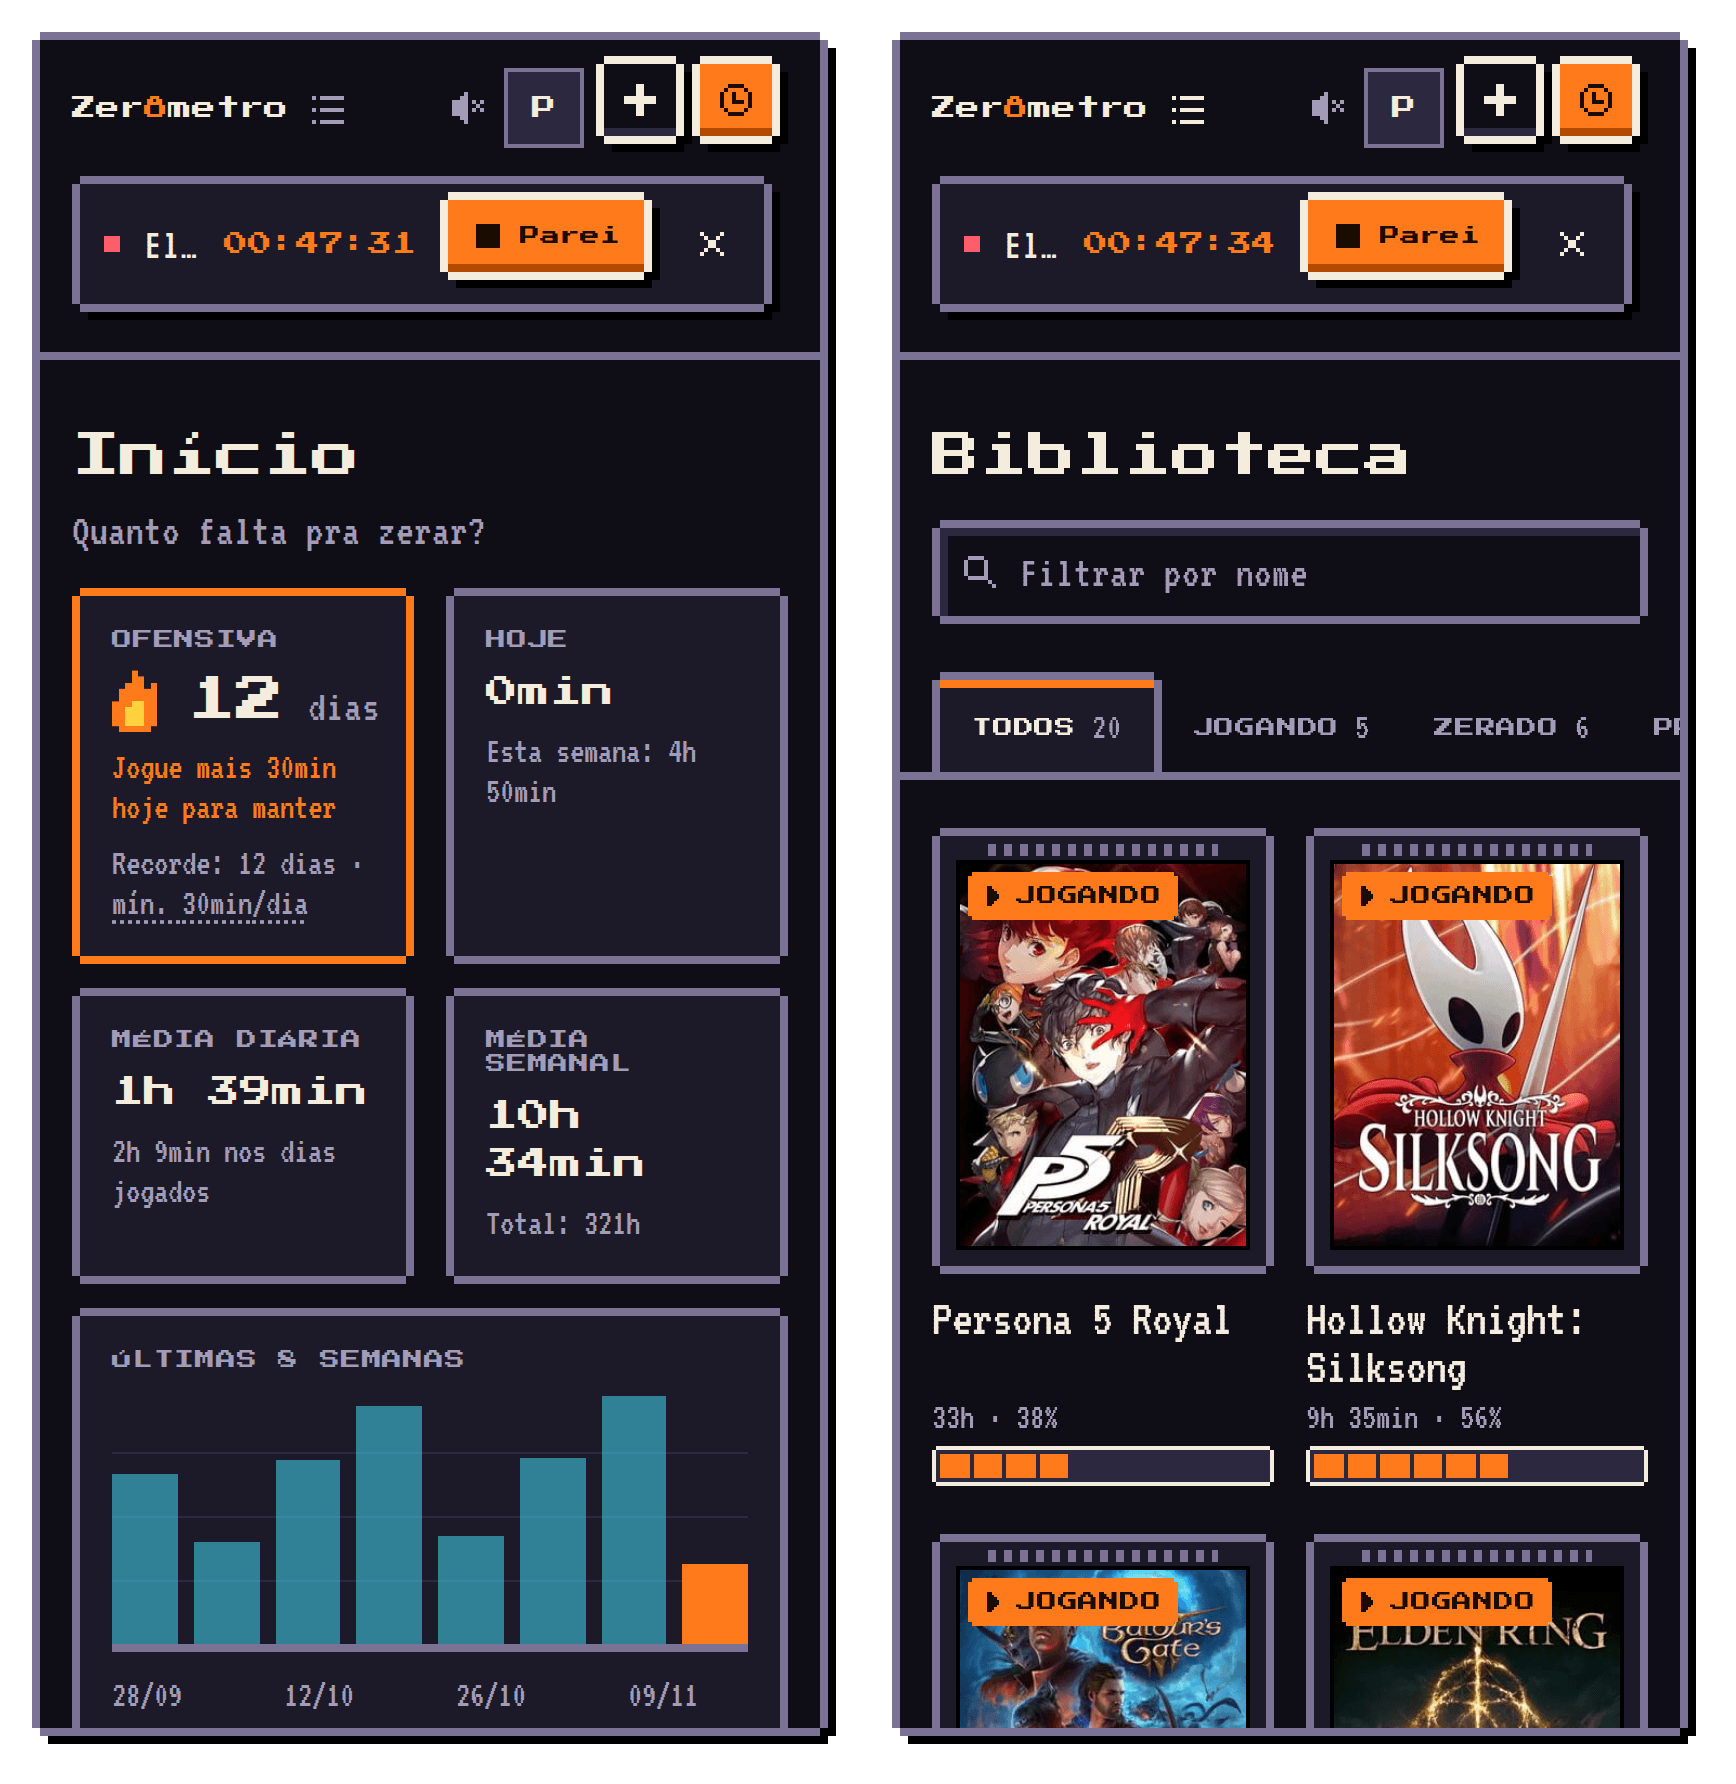 Zerômetro
P
El…
00:47:31
Parei
Início
Quanto falta pra zerar?
OFENSIVA
12 dias
Jogue mais 30min
hoje para manter
Recorde: 12 dias ·
mín. 30min/dia
HOJE
0min
Esta semana: 4h
50min
MéDIA DIáRIA
1h 39min
2h 9min nos dias
jogados
MéDIA
SEMANAL
10h
34min
Total: 321h
úLTIMAS 8 SEMANAS
28/09 12/10 26/10 09/11
Zerômetro
P
El…
00:47:34
Parei
Biblioteca
Filtrar por nome
TODOS 20 JOGANDO 5 ZERADO 6
JOGANDO
PERSONA5
ROYAL
Persona 5 Royal
33h · 38%
JOGANDO
HOLLOW KNIGHT
SILKSONG
Hollow Knight:
Silksong
9h 35min · 56%
JOGANDO
Baldur's
Gate
JOGANDO
ELDEN RING